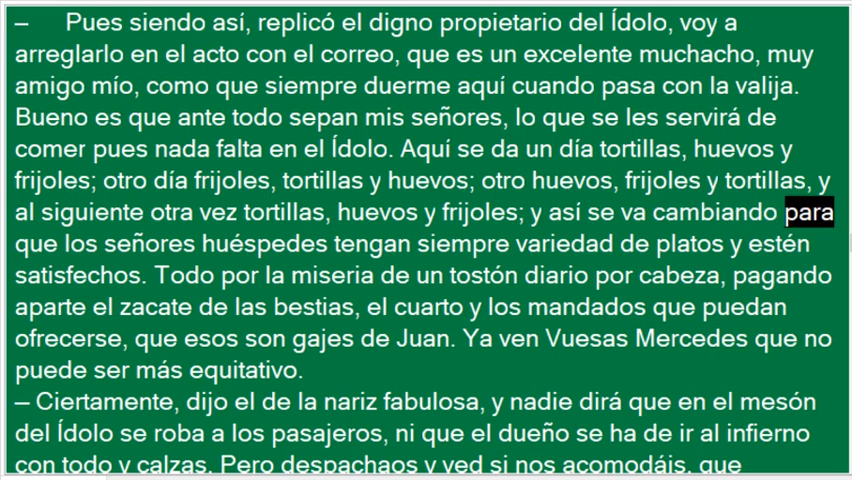 – Pues siendo así, replicó el digno propietario del Ídolo, voy a
arreglarlo en el acto con el correo, que es un excelente muchacho, muy
amigo mío, como que siempre duerme aquí cuando pasa con la valija.
Bueno es que ante todo sepan mis señores, lo que se les servirá de
comer pues nada falta en el Ídolo. Aquí se da un día tortillas, huevos y
frijoles; otro día frijoles, tortillas y huevos; otro huevos, frijoles y tortillas, y
al siguiente otra vez tortillas, huevos y frijoles; y así se va cambiando para
que los señores huéspedes tengan siempre variedad de platos y estén
satisfechos. Todo por la miseria de un tostón diario por cabeza, pagando
aparte el zacate de las bestias, el cuarto y los mandados que puedan
ofrecerse, que esos son gajes de Juan. Ya ven Vuesas Mercedes que no
puede ser más equitativo.
– Ciertamente, dijo el de la nariz fabulosa, y nadie dirá que en el mesón
del Ídolo se roba a los pasajeros, ni que el dueño se ha de ir al infierno
con todo y calzas. Pero despachaos y ved si nos acomodáis, que